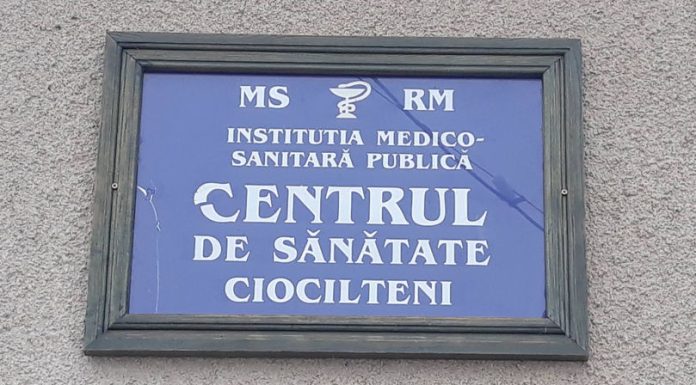 MS RM
INSTITUTIA MEDICO-
SANITARĂ PUBLICĂ
CENTRUL
DE SĂNĂTATE
CIOCILTENI